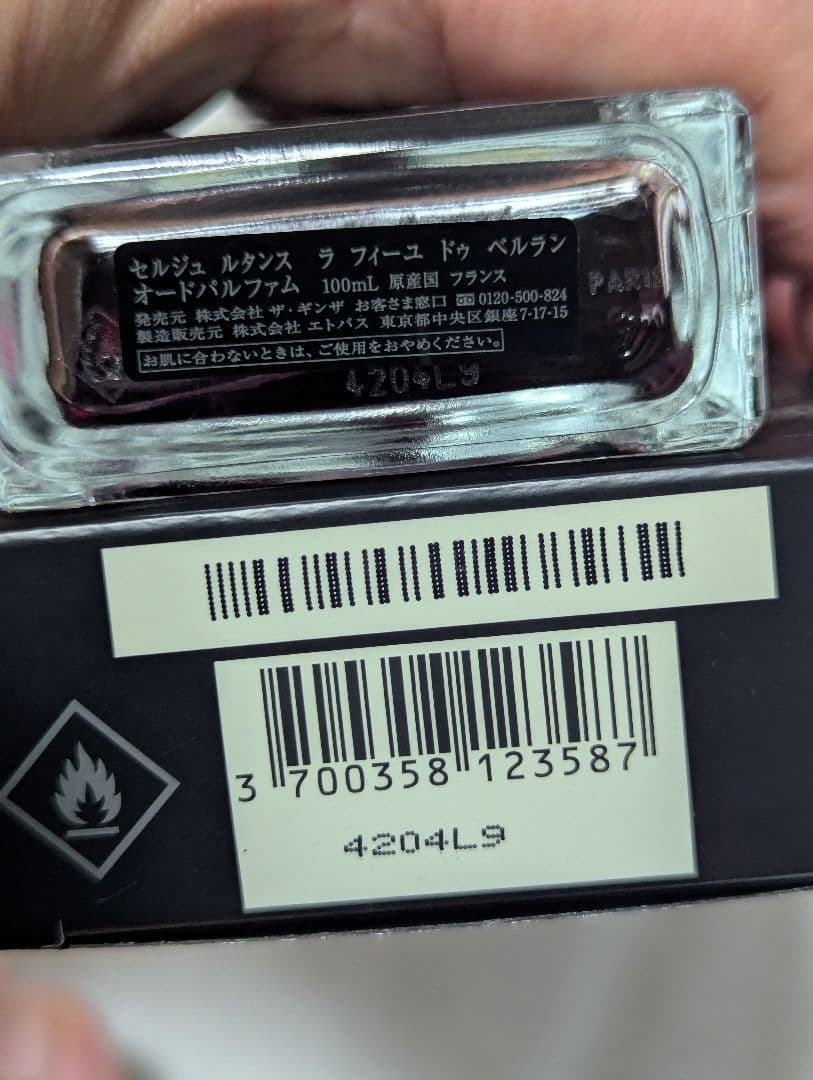 セルジュ ルタンス ラ フィーユ ドゥ ベルラン
オードパルファム 100mL 原産国 フランス
発売元 株式会社 ザ・ギンザ お客さま窓口 0120-500-824
製造販売元 株式会社 エトバス 東京都中央区銀座7-17-15
お肌に合わないときは、ご使用をおやめください。
PARIS
4204L9
3 700358 123587
4204L9